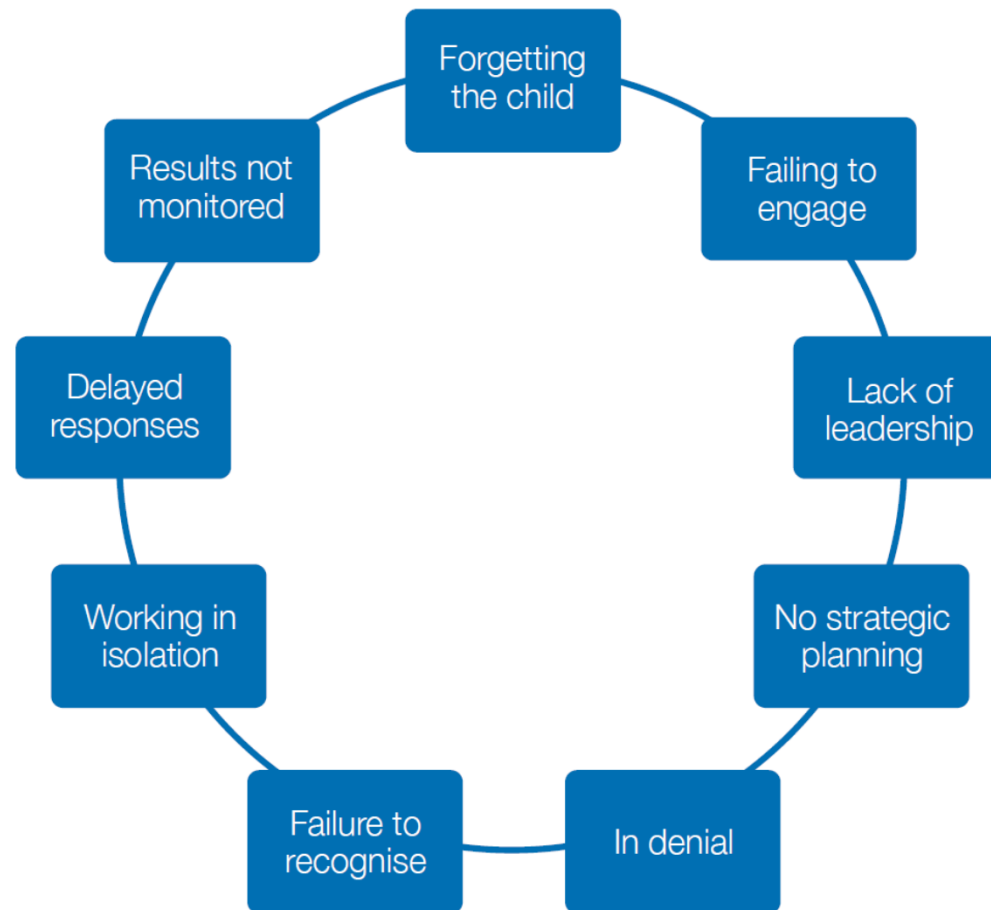 Forgetting
the child
Failing to
engage
Lack of
leadership
No strategic
planning
In denial
Failure to
recognise
Working in
isolation
Delayed
responses
Results not
monitored